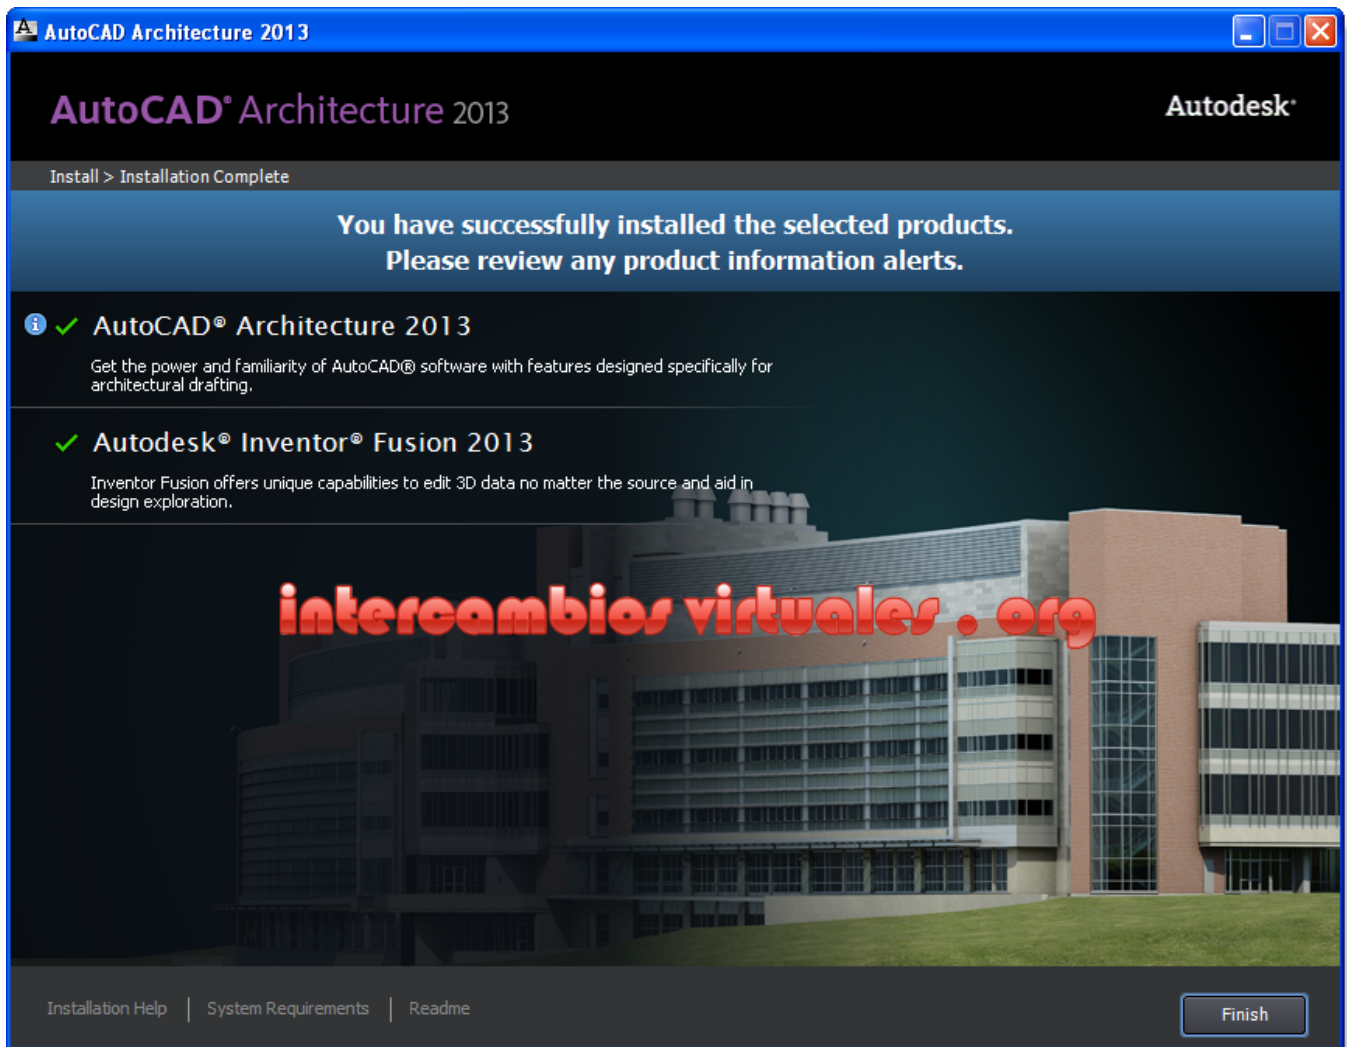 AutoCAD Architecture 2013
AutoCAD® Architecture 2013
Autodesk®
Install > Installation Complete
You have successfully installed the selected products.
Please review any product information alerts.
AutoCAD® Architecture 2013
Get the power and familiarity of AutoCAD® software with features designed specifically for
architectural drafting.
Autodesk® Inventor® Fusion 2013
Inventor Fusion offers unique capabilities to edit 3D data no matter the source and aid in
design exploration.
intercambios virtuales . org
Installation Help | System Requirements | Readme
Finish